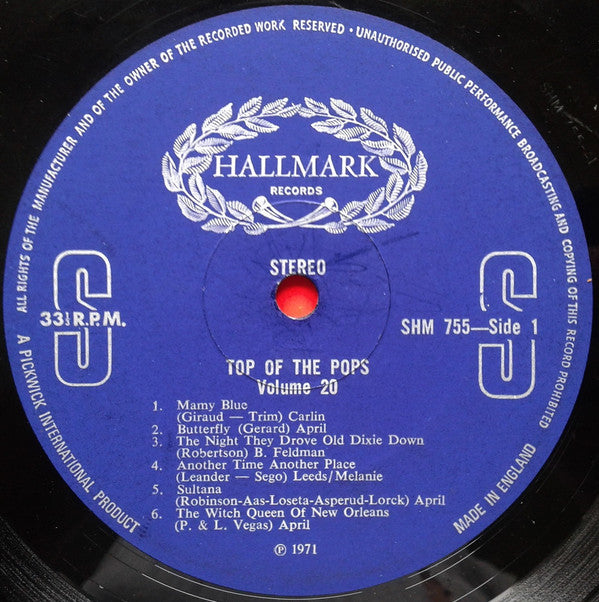 ALL RIGHTS OF THE MANUFACTURER AND OF THE OWNER OF THE RECORDED WORK RESERVED · UNAUTHORISED PUBLIC PERFORMANCE BROADCASTING AND COPYING OF THIS RECORD PROHIBITED
HALLMARK
RECORDS
STEREO
S
S
33⅓ R.P.M.
SHM 755—Side 1
TOP OF THE POPS
Volume 20
1. Mamy Blue
(Giraud — Trim) Carlin
2. Butterfly (Gerard) April
3. The Night They Drove Old Dixie Down
(Robertson) B. Feldman
4. Another Time Another Place
(Leander — Sego) Leeds/Melanie
5. Sultana
(Robinson-Aas-Loseta-Asperud-Lorck) April
6. The Witch Queen Of New Orleans
(P. & L. Vegas) April
℗ 1971
A PICKWICK INTERNATIONAL PRODUCT
MADE IN ENGLAND